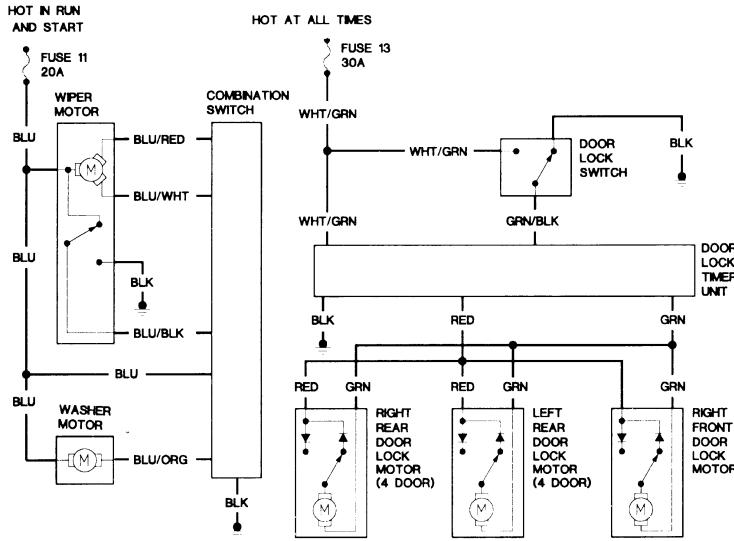 HOT IN RUN
AND START
FUSE 11
20A
HOT AT ALL TIMES
FUSE 13
30A
WIPER
MOTOR
COMBINATION
SWITCH
BLU
BLU/RED
M
BLU/WHT
BLU
BLK
BLU/BLK
BLU
BLU
WASHER
MOTOR
M
BLU/ORG
BLK
WHT/GRN
WHT/GRN
DOOR
LOCK
SWITCH
BLK
WHT/GRN
GRN/BLK
DOOR
LOCK
TIMER
UNIT
BLK
RED
GRN
RED
GRN
RED
GRN
GRN
RIGHT
REAR
DOOR
LOCK
MOTOR
(4 DOOR)
M
LEFT
REAR
DOOR
LOCK
MOTOR
(4 DOOR)
M
RIGHT
FRONT
DOOR
LOCK
MOTOR
M